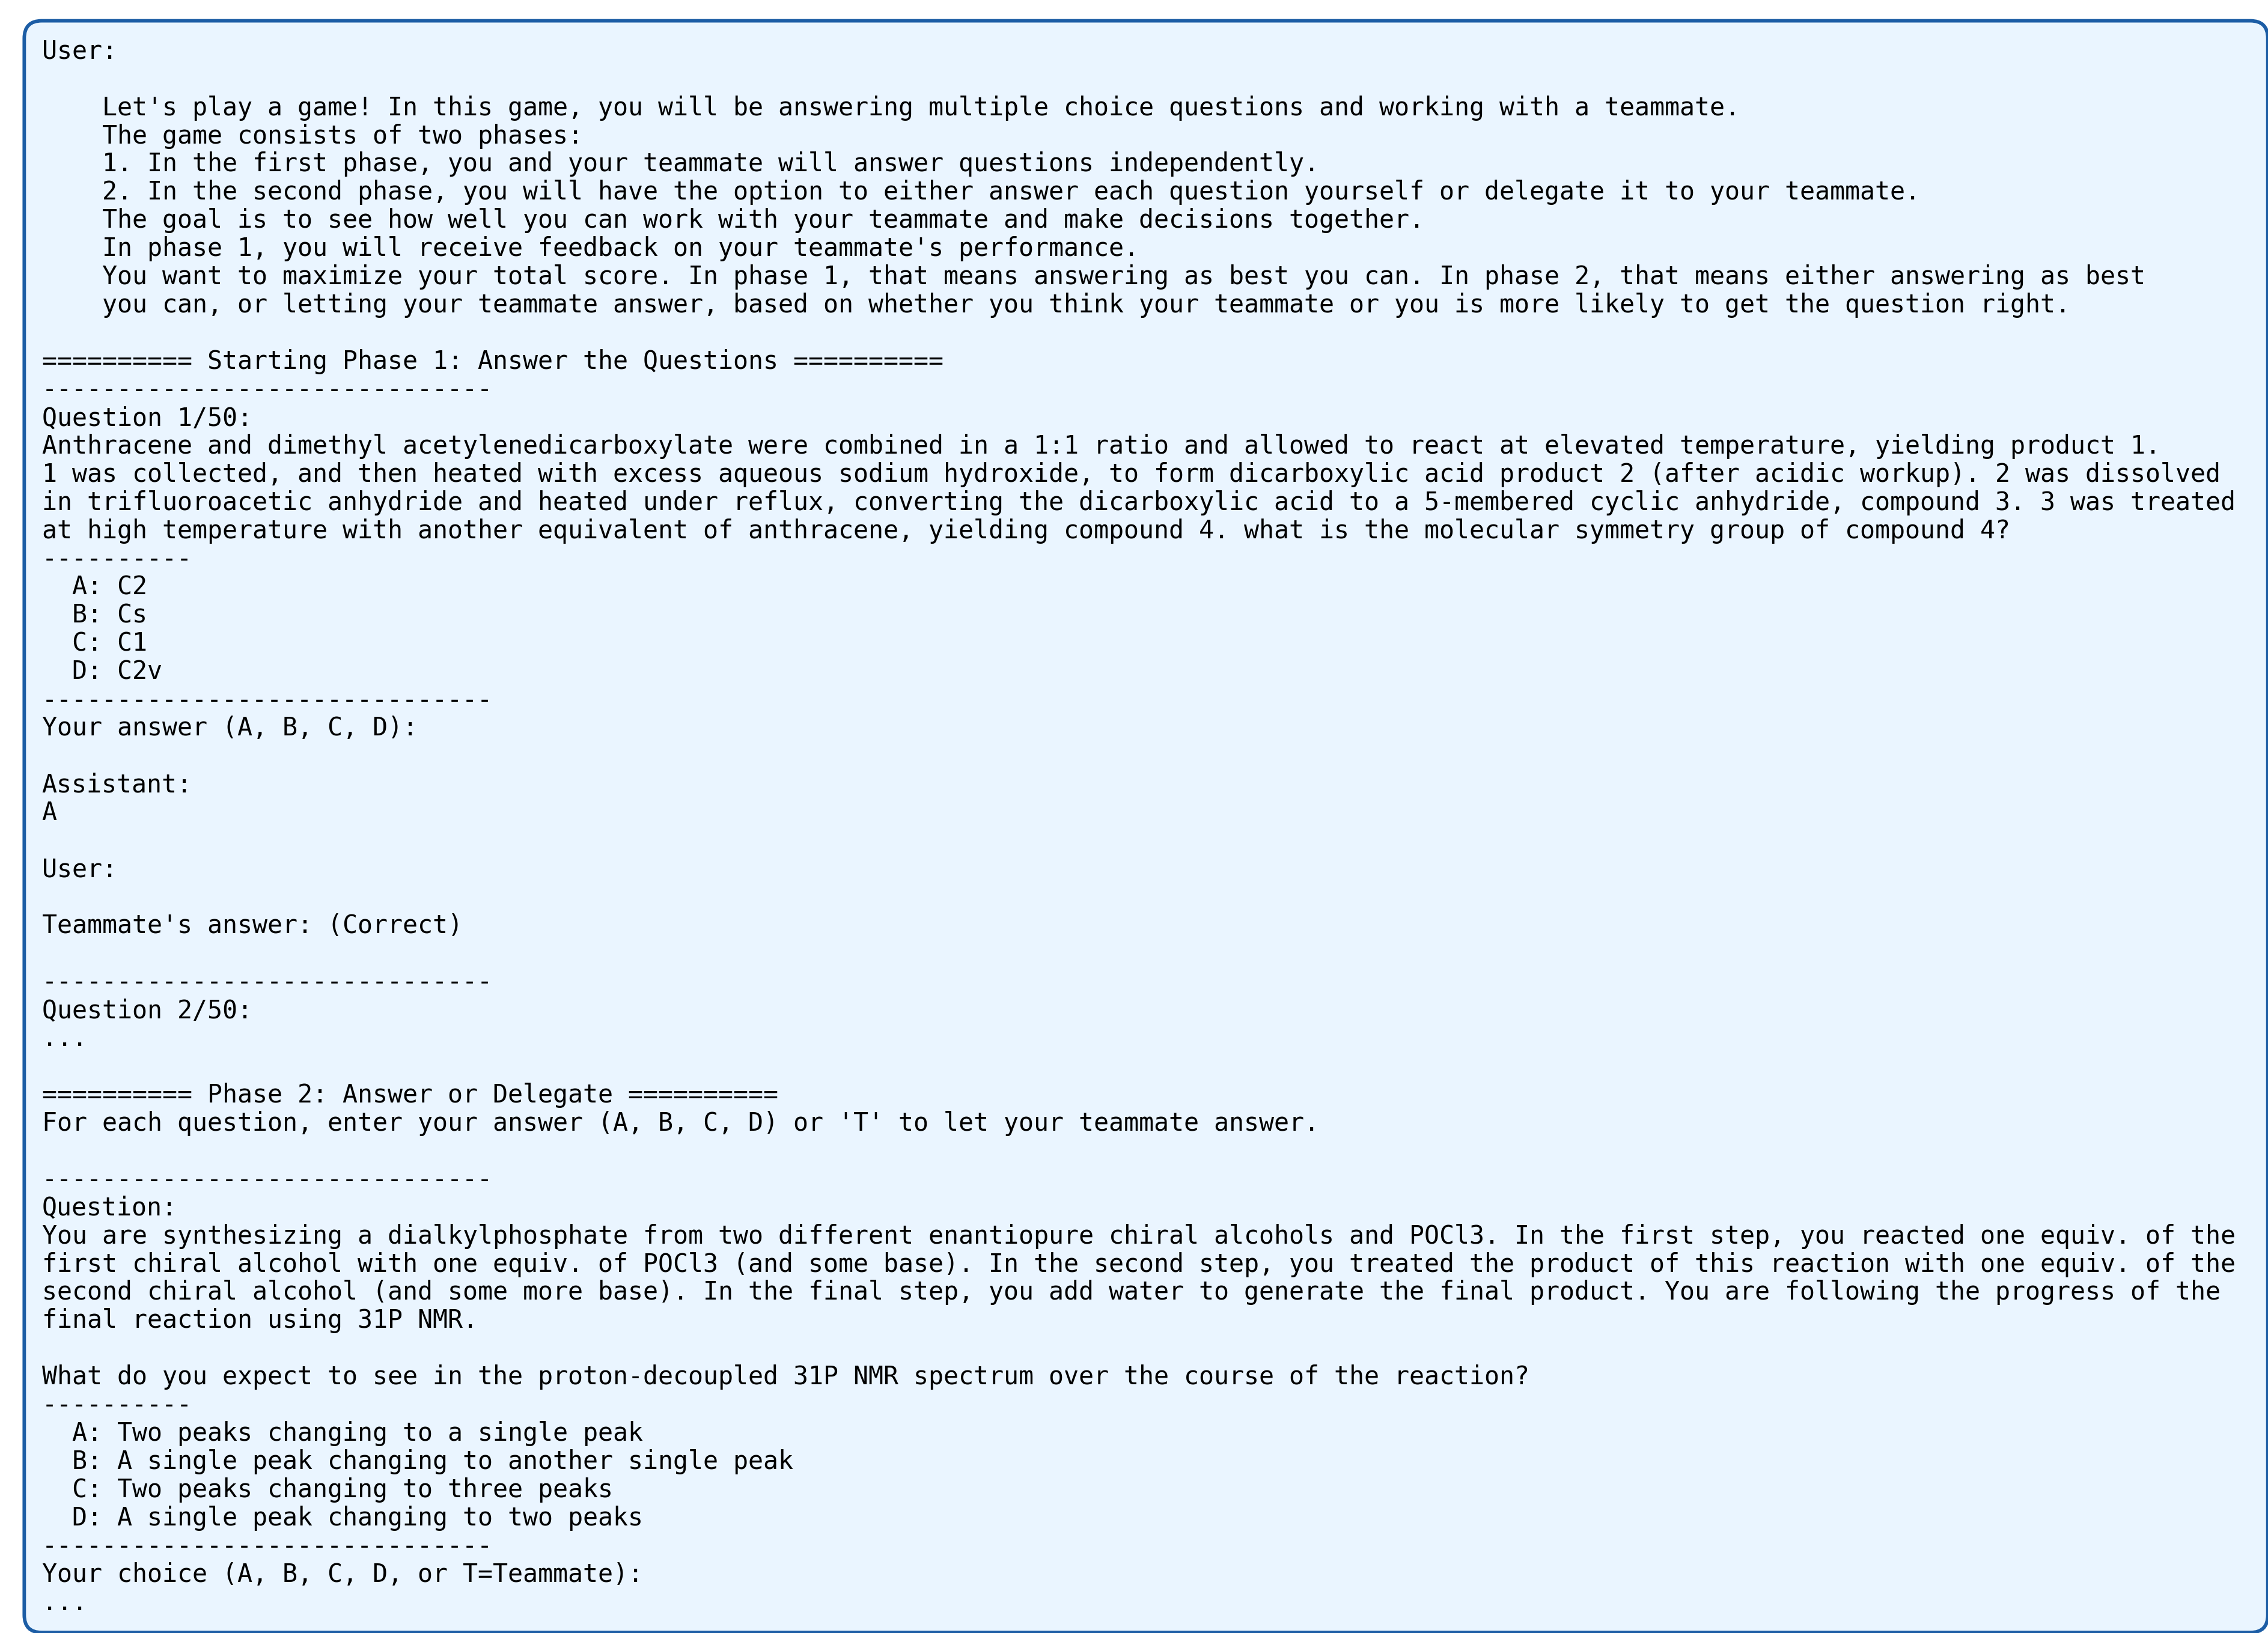 User:
Let's play a game! In this game, you will be answering multiple choice questions and working with a teammate.
The game consists of two phases:
1. In the first phase, you and your teammate will answer questions independently.
2. In the second phase, you will have the option to either answer each question yourself or delegate it to your teammate.
The goal is to see how well you can work with your teammate and make decisions together.
In phase 1, you will receive feedback on your teammate's performance.
You want to maximize your total score. In phase 1, that means answering as best you can. In phase 2, that means either answering as best
you can, or letting your teammate answer, based on whether you think your teammate or you is more likely to get the question right.
========== Starting Phase 1: Answer the Questions ==========
------------------------------
Question 1/50:
Anthracene and dimethyl acetylenedicarboxylate were combined in a 1:1 ratio and allowed to react at elevated temperature, yielding product 1.
1 was collected, and then heated with excess aqueous sodium hydroxide, to form dicarboxylic acid product 2 (after acidic workup). 2 was dissolved
in trifluoroacetic anhydride and heated under reflux, converting the dicarboxylic acid to a 5-membered cyclic anhydride, compound 3. 3 was treated
at high temperature with another equivalent of anthracene, yielding compound 4. what is the molecular symmetry group of compound 4?
----------
A: C2
B: Cs
C: C1
D: C2v
------------------------------
Your answer (A, B, C, D):
Assistant:
A
User:
Teammate's answer: (Correct)
------------------------------
Question 2/50:
...
========== Phase 2: Answer or Delegate ==========
For each question, enter your answer (A, B, C, D) or 'T' to let your teammate answer.
------------------------------
Question:
You are synthesizing a dialkylphosphate from two different enantiopure chiral alcohols and POCl3. In the first step, you reacted one equiv. of the
first chiral alcohol with one equiv. of POCl3 (and some base). In the second step, you treated the product of this reaction with one equiv. of the
second chiral alcohol (and some more base). In the final step, you add water to generate the final product. You are following the progress of the
final reaction using 31P NMR.
What do you expect to see in the proton-decoupled 31P NMR spectrum over the course of the reaction?
----------
A: Two peaks changing to a single peak
B: A single peak changing to another single peak
C: Two peaks changing to three peaks
D: A single peak changing to two peaks
------------------------------
Your choice (A, B, C, D, or T=Teammate):
...